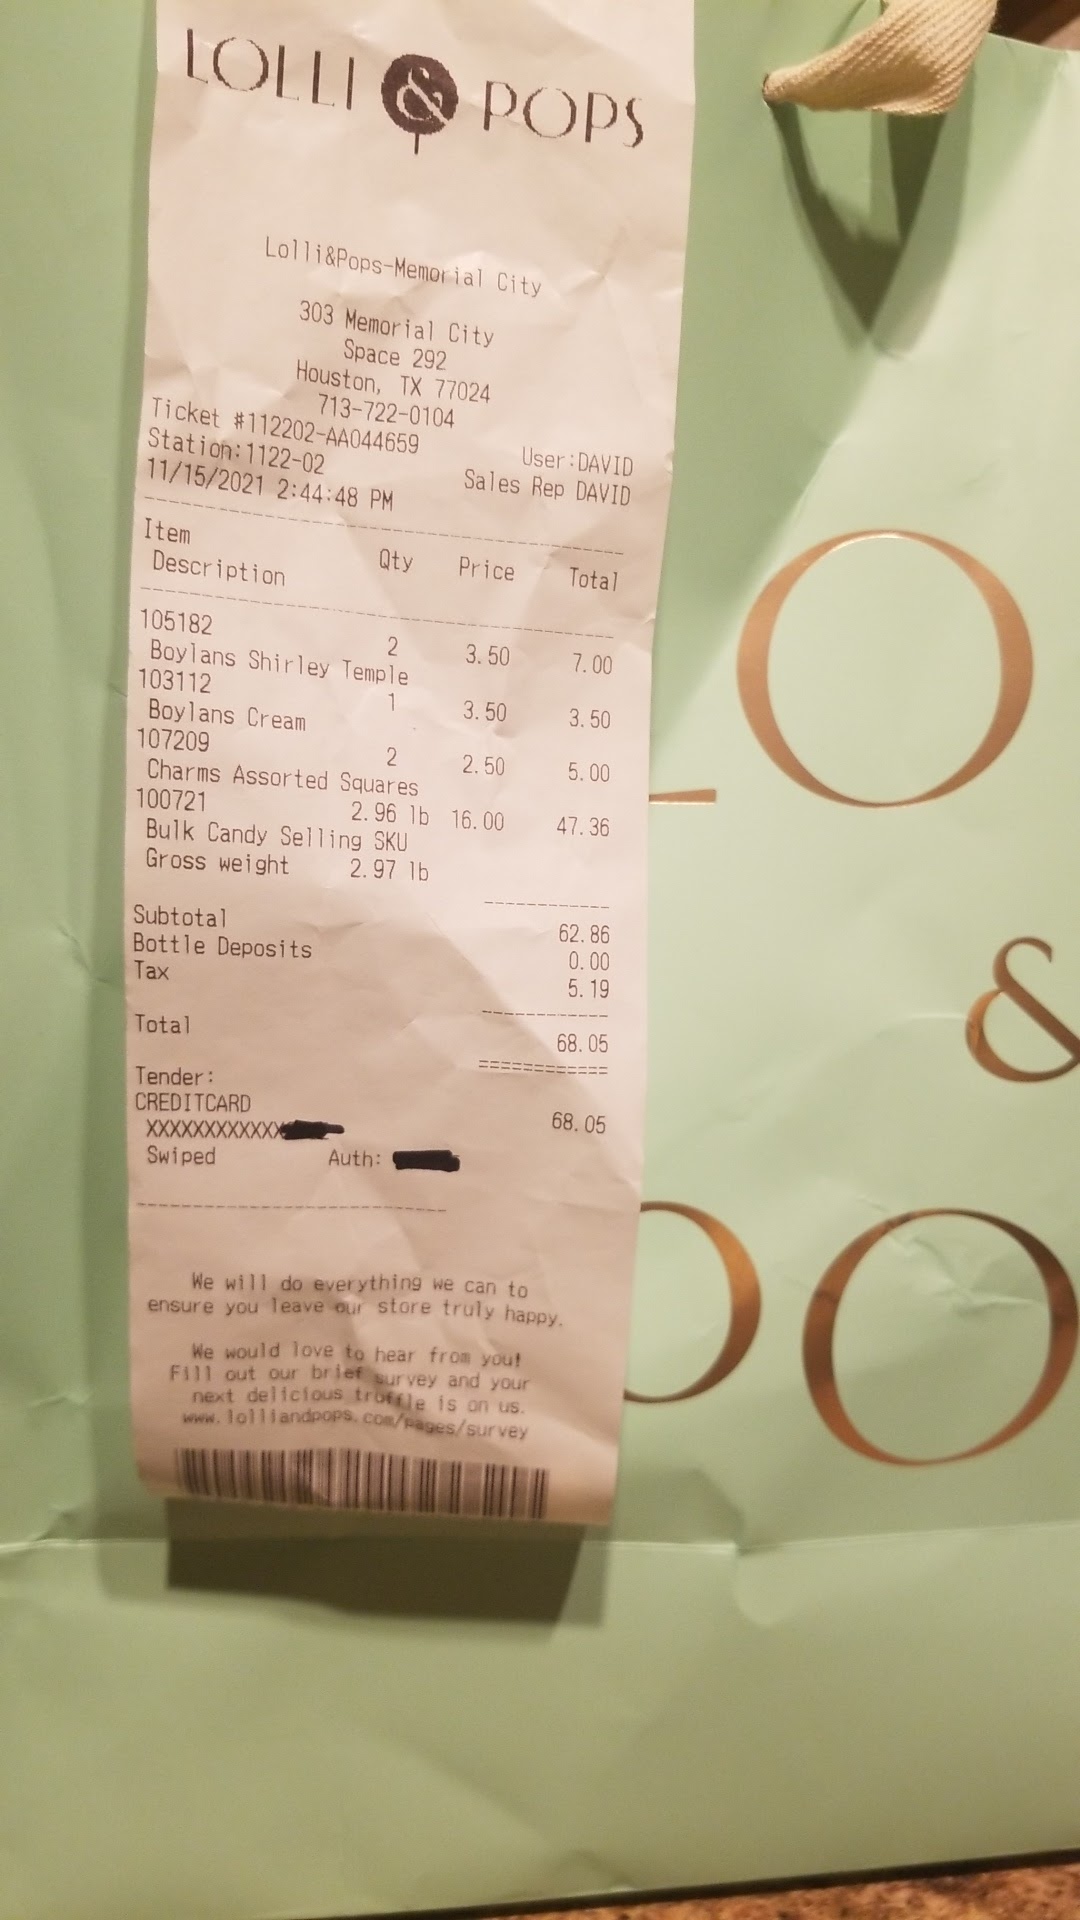 LOLLI & POPS
Lolli&Pops-Memorial City
303 Memorial City
Space 292
Houston, TX 77024
713-722-0104
Ticket #112202-AA044659
Station:1122-02 User:DAVID
11/15/2021 2:44:48 PM Sales Rep DAVID
Item
Description Qty Price Total
105182 2 3.50 7.00
Boylans Shirley Temple
103112 1 3.50 3.50
Boylans Cream
107209 2 2.50 5.00
Charms Assorted Squares
100721 2.96 lb 16.00 47.36
Bulk Candy Selling SKU
Gross weight 2.97 lb
Subtotal 62.86
Bottle Deposits 0.00
Tax 5.19
Total 68.05
Tender:
CREDITCARD 68.05
XXXXXXXXXXXX
Swiped Auth:
We will do everything we can to
ensure you leave our store truly happy.
We would love to hear from you!
Fill out our brief survey and your
next delicious truffle is on us.
www.lolliandpops.com/pages/survey
LO
&
PO